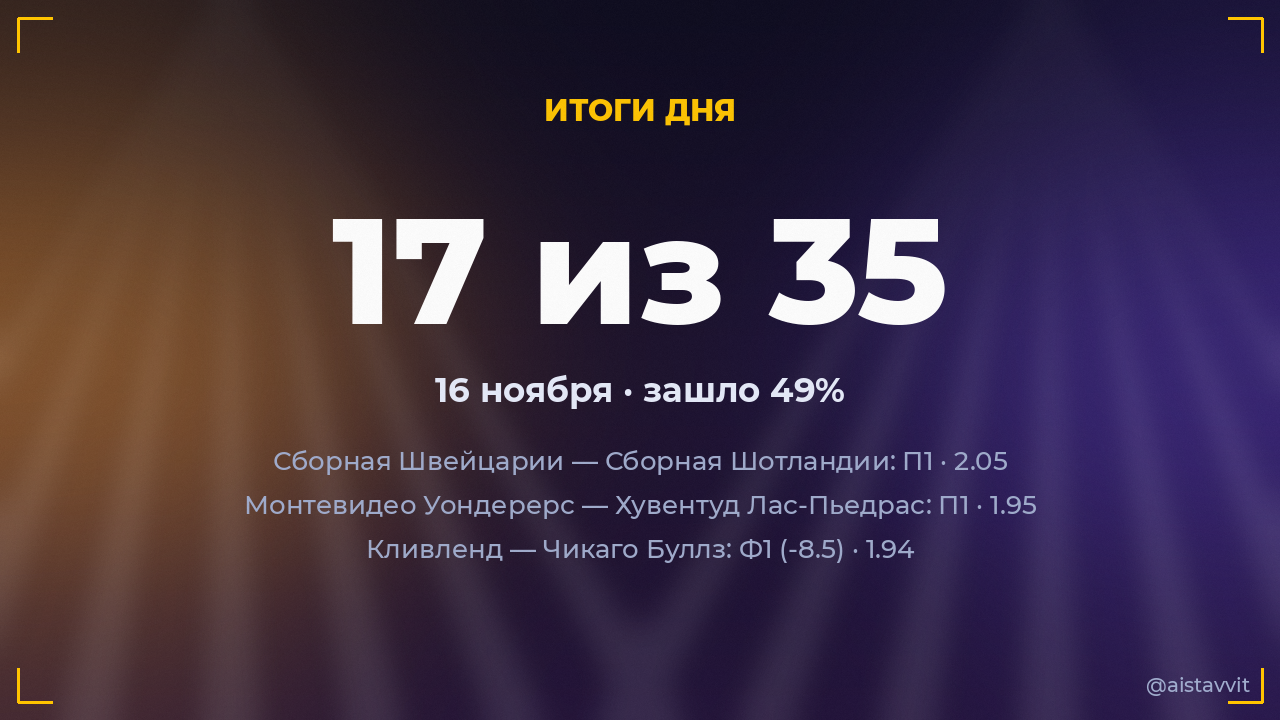 ИТОГИ ДНЯ
17 из 35
16 ноября · зашло 49%
Сборная Швейцарии — Сборная Шотландии: П1 · 2.05
Монтевидео Уондерерс — Хувентуд Лас-Пьедрас: П1 · 1.95
Кливленд — Чикаго Буллз: Ф1 (-8.5) · 1.94
@aistavvit